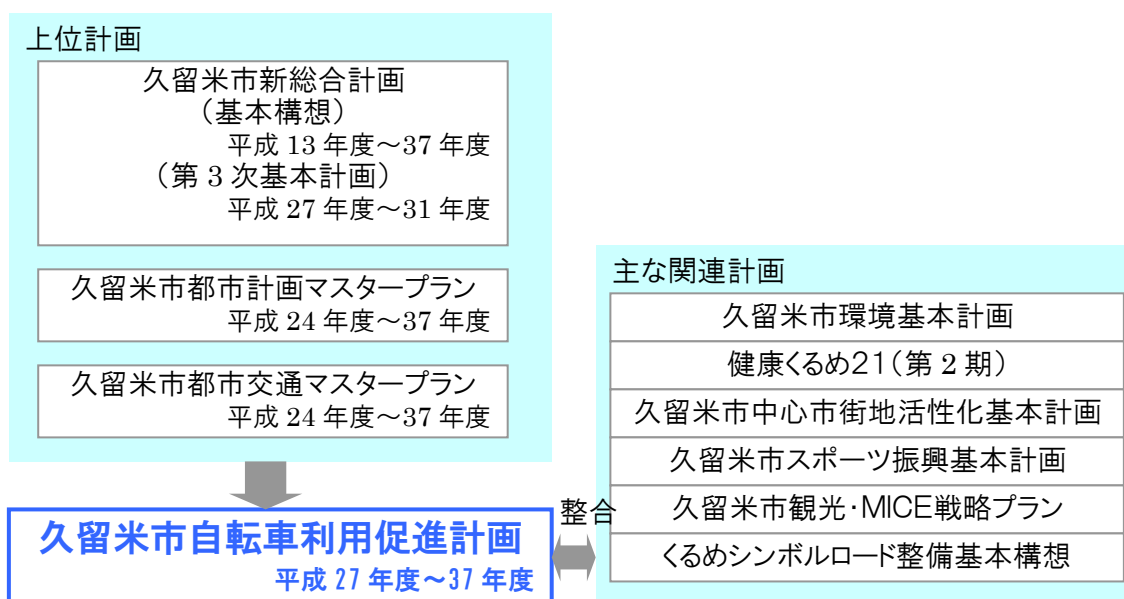 上位計画
久留米市新総合計画
（基本構想）
平成 13 年度～37 年度
（第 3 次基本計画）
平成 27 年度～31 年度
久留米市都市計画マスタープラン
平成 24 年度～37 年度
久留米市都市交通マスタープラン
平成 24 年度～37 年度
久留米市自転車利用促進計画
平成 27 年度～37 年度
整合
主な関連計画
久留米市環境基本計画
健康くるめ21（第 2 期）
久留米市中心市街地活性化基本計画
久留米市スポーツ振興基本計画
久留米市観光・MICE戦略プラン
くるめシンボルロード整備基本構想